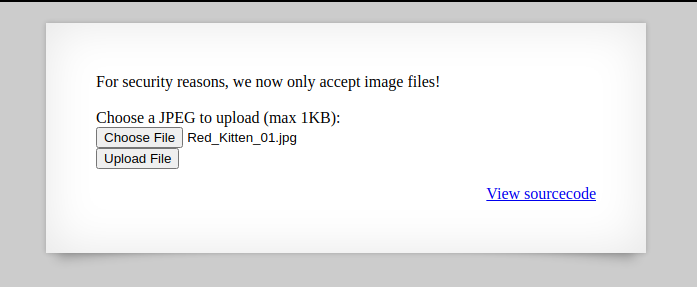 For security reasons, we now only accept image files!
Choose a JPEG to upload (max 1KB):
Choose File Red_Kitten_01.jpg
Upload File
View sourcecode